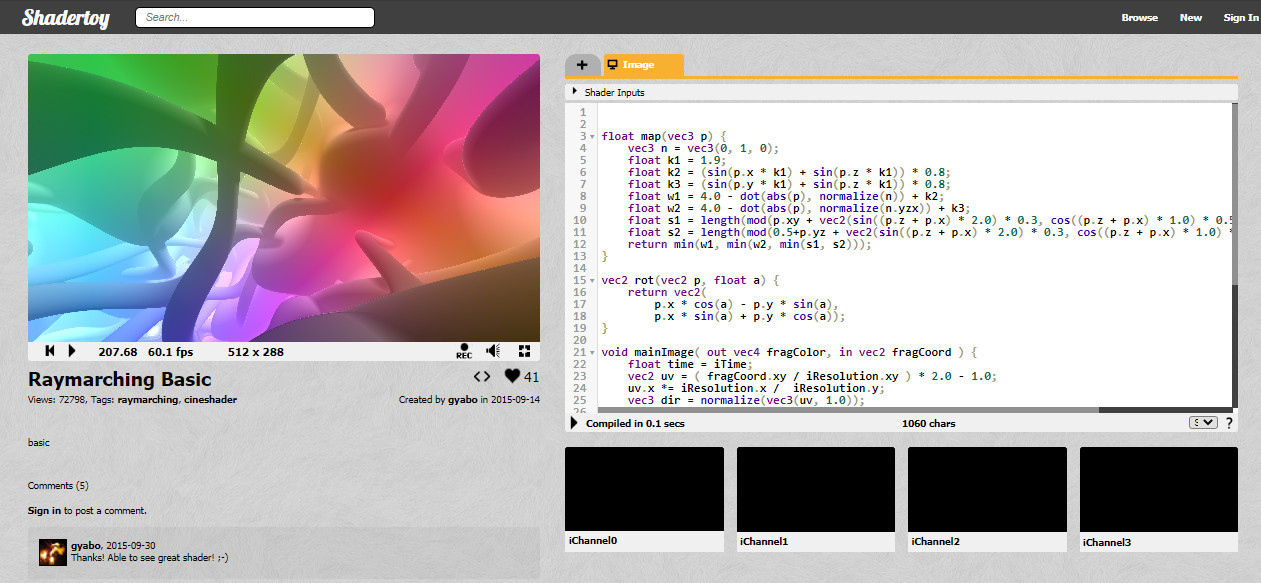 Shadertoy
Search...
Browse New Sign In
Image
Shader Inputs
1
2
3 float map(vec3 p) {
4 vec3 n = vec3(0, 1, 0);
5 float k1 = 1.9;
6 float k2 = (sin(p.x * k1) + sin(p.z * k1)) * 0.8;
7 float k3 = (sin(p.y * k1) + sin(p.z * k1)) * 0.8;
8 float w1 = 4.0 - dot(abs(p), normalize(n)) + k2;
9 float w2 = 4.0 - dot(abs(p), normalize(n.yzx)) + k3;
10 float s1 = length(mod(p.xy + vec2(sin((p.z + p.x) * 2.0) * 0.3, cos((p.z + p.x) * 1.0) * 0.5
11 float s2 = length(mod(0.5+p.yz + vec2(sin((p.z + p.x) * 2.0) * 0.3, cos((p.z + p.x) * 1.0) *
12 return min(w1, min(w2, min(s1, s2)));
13 }
14
15 vec2 rot(vec2 p, float a) {
16 return vec2(
17 p.x * cos(a) - p.y * sin(a),
18 p.x * sin(a) + p.y * cos(a));
19 }
20
21 void mainImage( out vec4 fragColor, in vec2 fragCoord ) {
22 float time = iTime;
23 vec2 uv = ( fragCoord.xy / iResolution.xy ) * 2.0 - 1.0;
24 uv.x *= iResolution.x / iResolution.y;
25 vec3 dir = normalize(vec3(uv, 1.0));
26
Compiled in 0.1 secs 1060 chars S ?
207.68 60.1 fps 512 x 288 REC
Raymarching Basic
41
Views: 72798, Tags: raymarching, cineshader
Created by gyabo in 2015-09-14
basic
Comments (5)
Sign in to post a comment.
gyabo, 2015-09-30
Thanks! Able to see great shader! ;-)
iChannel0
iChannel1
iChannel2
iChannel3